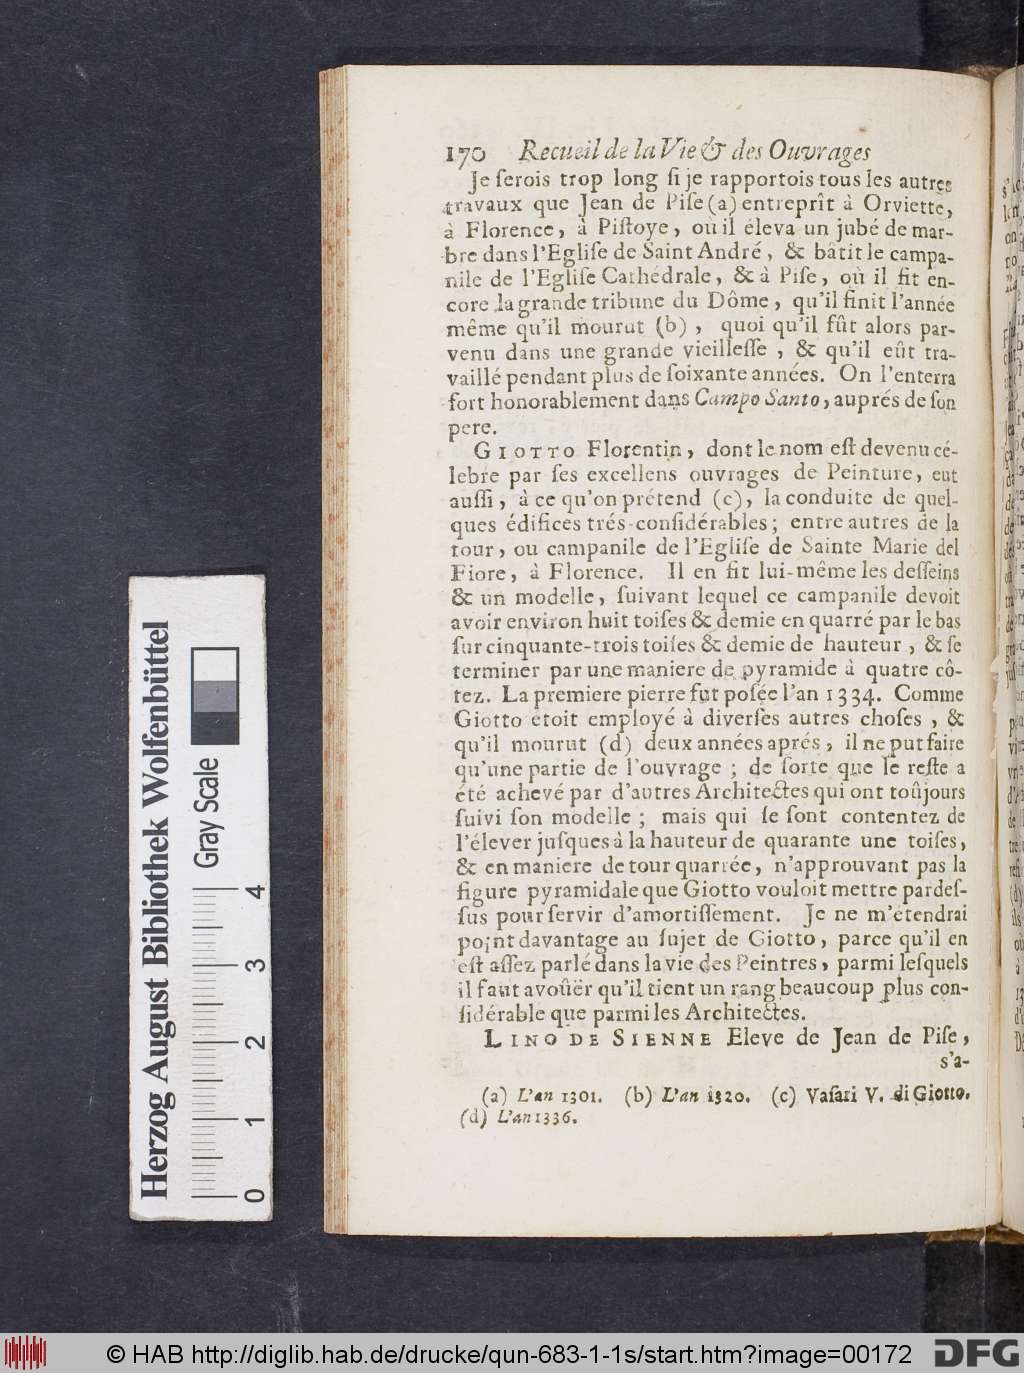 170 Recueil de la Vie & des Ouvrages
Je ſerois trop long ſi je rapportois tous les autres
travaux que Jean de Piſe (a) entreprît à Orviette,
à Florence, à Piſtoye, où il éleva un jubé de mar-
bre dans l'Egliſe de Saint André, & bâtit le campa-
nile de l'Egliſe Cathédrale, & à Piſe, où il fit en-
core la grande tribune du Dôme, qu'il finit l'année
même qu'il mourut (b), quoi qu'il fût alors par-
venu dans une grande vieilleſſe, & qu'il eût tra-
vaillé pendant plus de ſoixante années. On l'enterra
fort honorablement dans Campo Santo, auprés de ſon
pere.
GIOTTO Florentin, dont le nom eſt devenu cé-
lebre par ſes excellens ouvrages de Peinture, eut
auſſi, à ce qu'on prétend (c), la conduite de quel-
ques édifices trés-conſidérables; entre autres de la
tour, ou campanile de l'Egliſe de Sainte Marie del
Fiore, à Florence. Il en fit lui-même les deſſeins
& un modelle, ſuivant lequel ce campanile devoit
avoir environ huit toiſes & demie en quarré par le bas
ſur cinquante-trois toiſes & demie de hauteur, & ſe
terminer par une maniere de pyramide à quatre cô-
tez. La premiere pierre fut poſée l'an 1334. Comme
Giotto etoit employé à diverſes autres choſes, &
qu'il mourut (d) deux années aprés, il ne put faire
qu'une partie de l'ouvrage; de ſorte que le reſte a
été achevé par d'autres Architectes qui ont toûjours
ſuivi ſon modelle; mais qui ſe ſont contentez de
l'élever juſques à la hauteur de quarante une toiſes,
& en maniere de tour quarrée, n'approuvant pas la
figure pyramidale que Giotto vouloit mettre pardeſ-
ſus pour ſervir d'amortiſſement. Je ne m'etendrai
point davantage au ſujet de Giotto, parce qu'il en
eſt aſſez parlé dans la vie des Peintres, parmi leſquels
il faut avoûër qu'il tient un rang beaucoup plus con-
ſidérable que parmi les Architectes.
LINO DE SIENNE Eleve de Jean de Piſe,
s'a-
(a) L'an 1301. (b) L'an 1320. (c) Vaſari V. di Giotto.
(d) L'an 1336.
Herzog August Bibliothek Wolfenbüttel
Gray Scale
0 1 2 3 4
© HAB http://diglib.hab.de/drucke/qun-683-1-1s/start.htm?image=00172
DFG